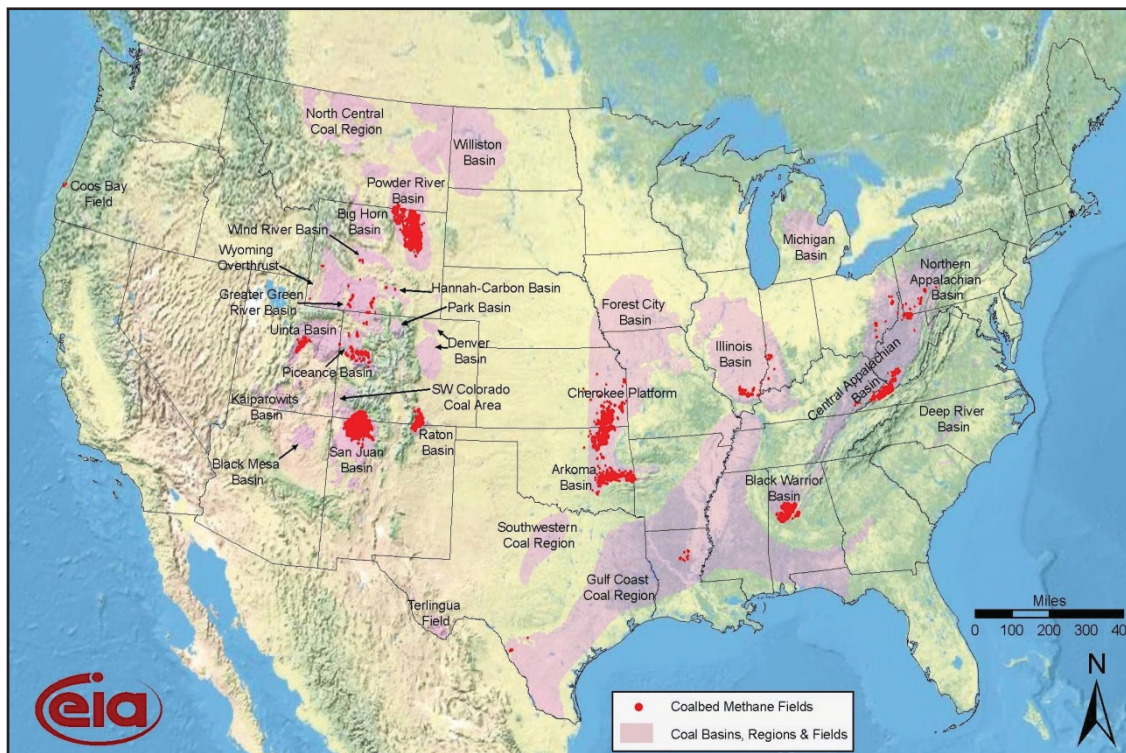 North Central
Coal Region
Williston
Basin
Coos Bay
Field
Powder River
Basin
Big Horn
Basin
Wind River Basin
Wyoming
Overthrust
Michigan
Basin
Northern
Appalachian
Basin
Hannah-Carbon Basin
Greater Green
River Basin
Park Basin
Forest City
Basin
Uinta Basin
Denver
Basin
Illinois
Basin
Piceance Basin
Central Appalachian
Basin
SW Colorado
Coal Area
Cherokee Platform
Kaiparowits
Basin
Deep River
Basin
Raton
Basin
San Juan
Basin
Black Mesa
Basin
Arkoma
Basin
Black Warrior
Basin
Southwestern
Coal Region
Gulf Coast
Coal Region
Terlingua
Field
Miles
0 100 200 300 40
N
eia
Coalbed Methane Fields
Coal Basins, Regions & Fields